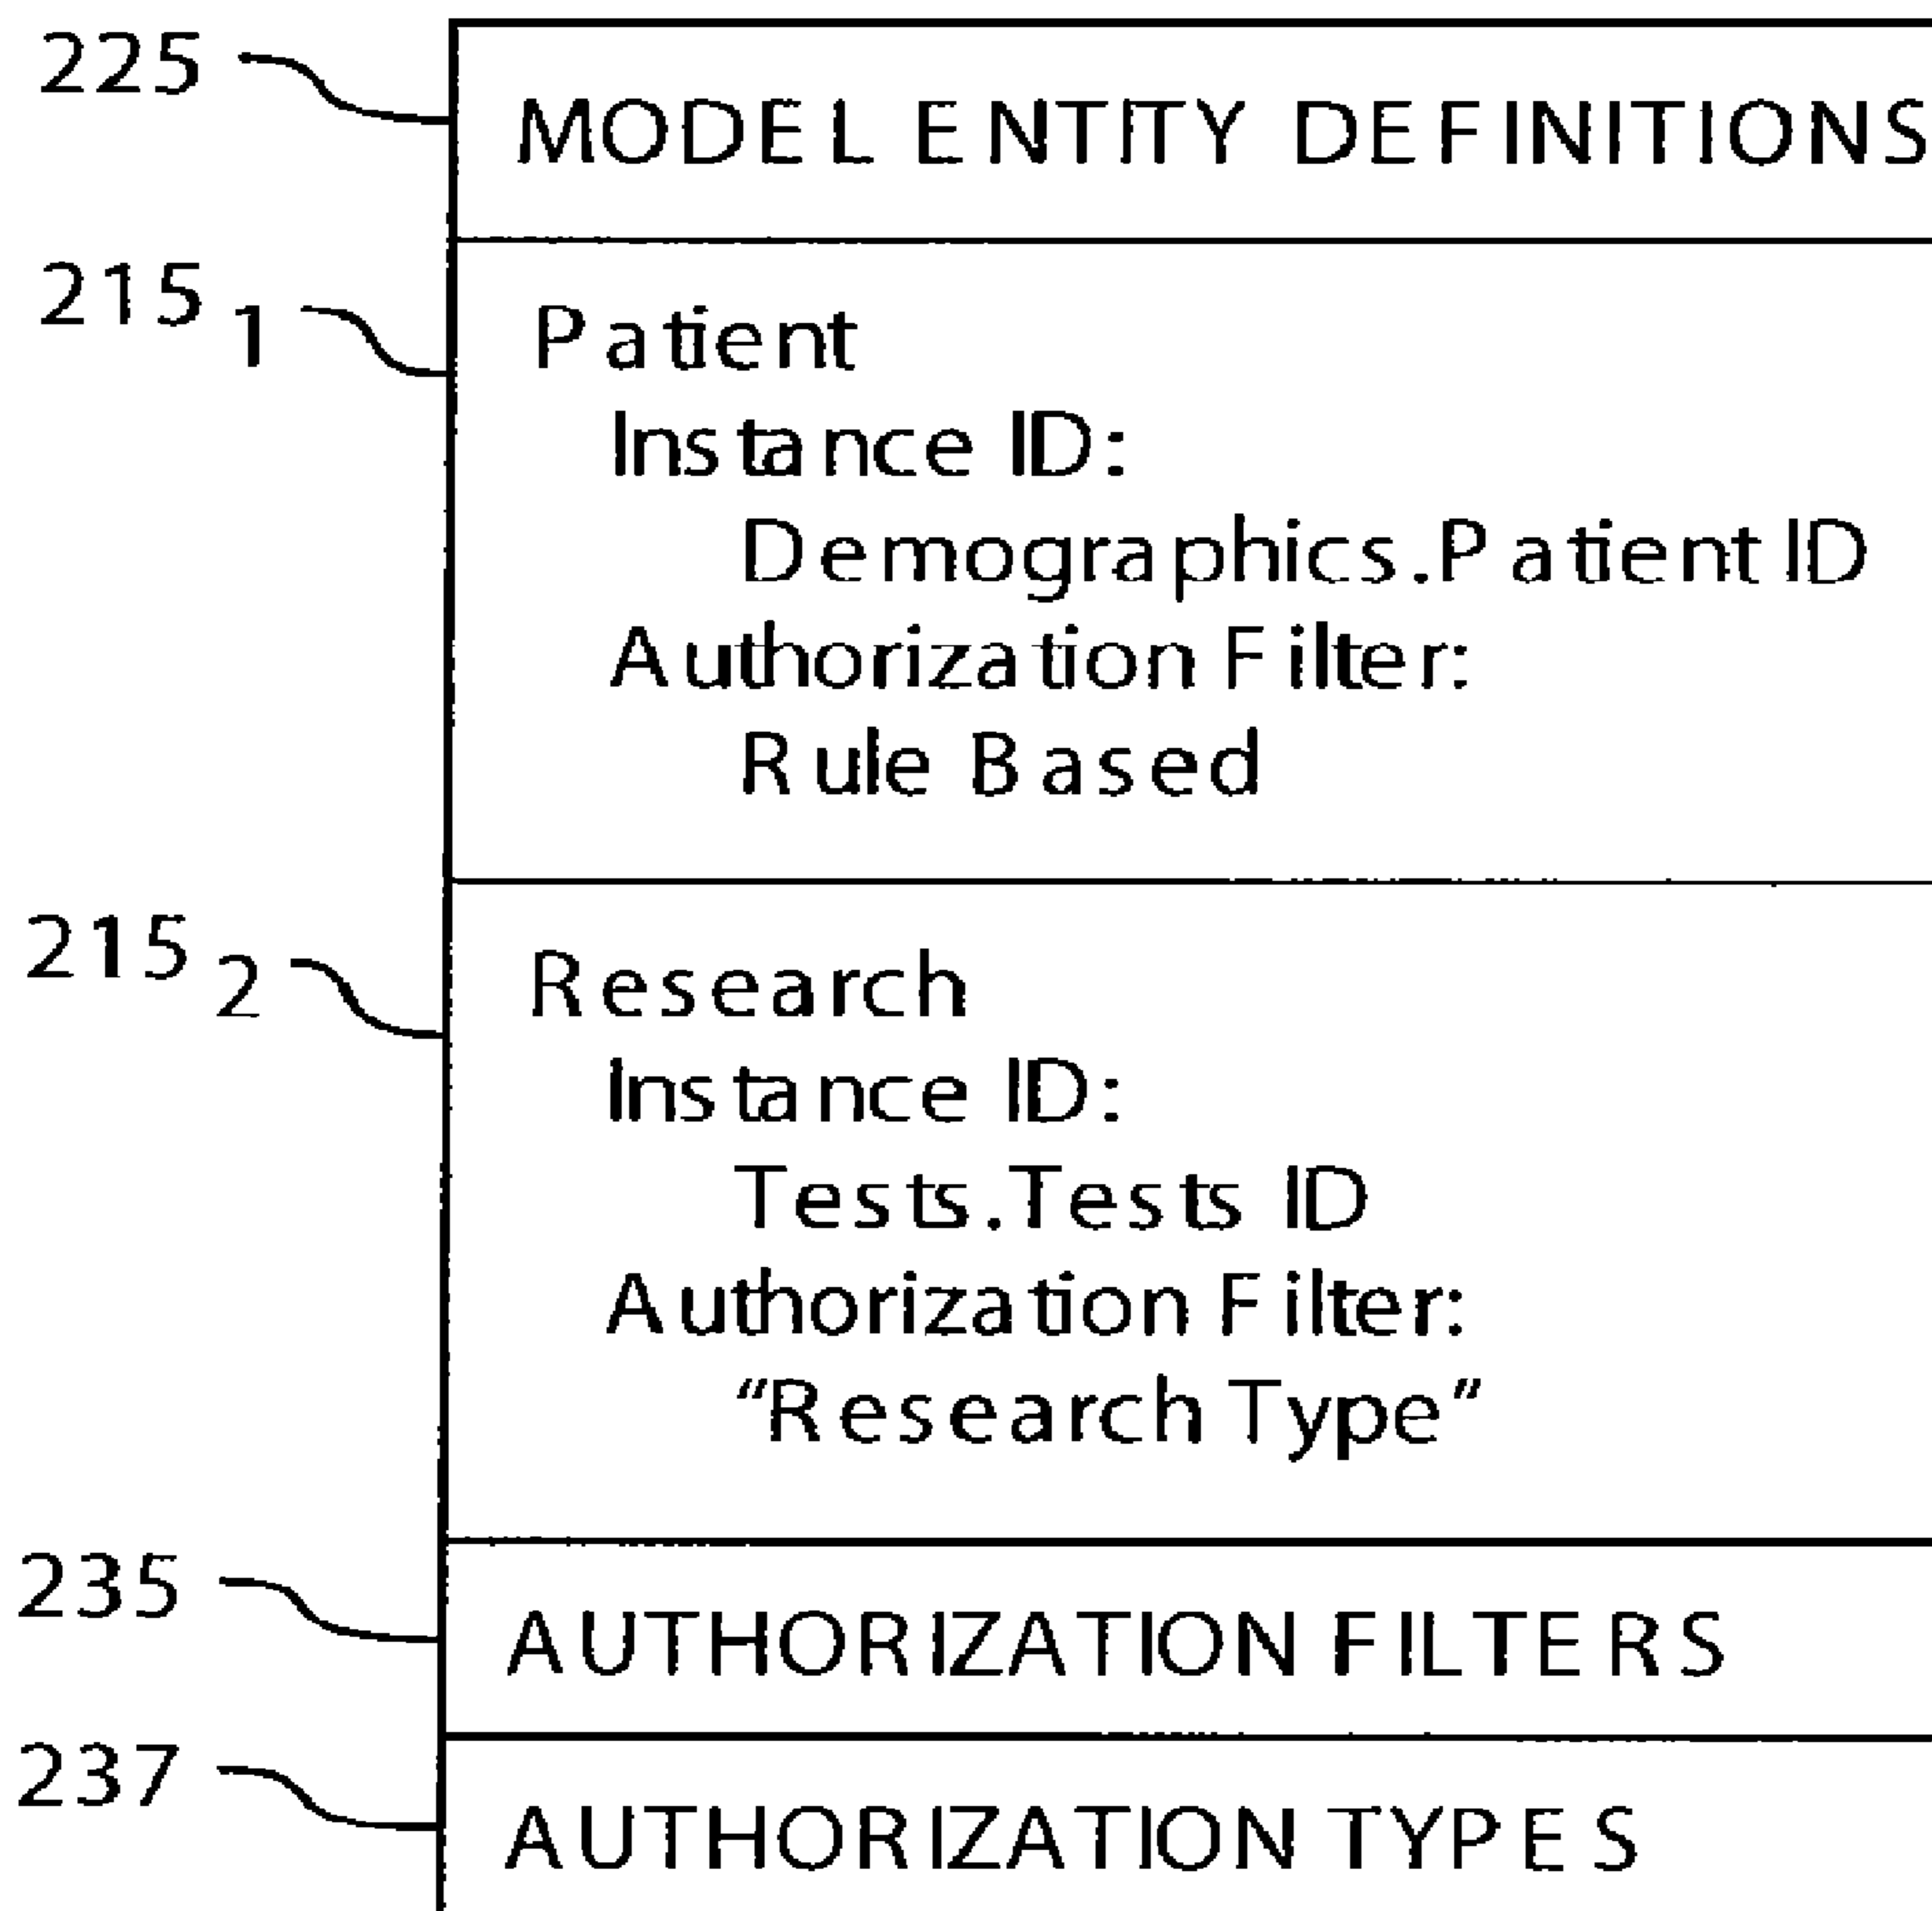 225
MODEL ENTITY DEFINITIONS
215 1
Patient
Instance ID:
Demographics.Patient ID
Authorization Filter:
Rule Based
215 2
Research
Instance ID:
Tests.Tests ID
Authorization Filter:
“Research Type”
235
AUTHORIZATION FILTERS
237
AUTHORIZATION TYPES